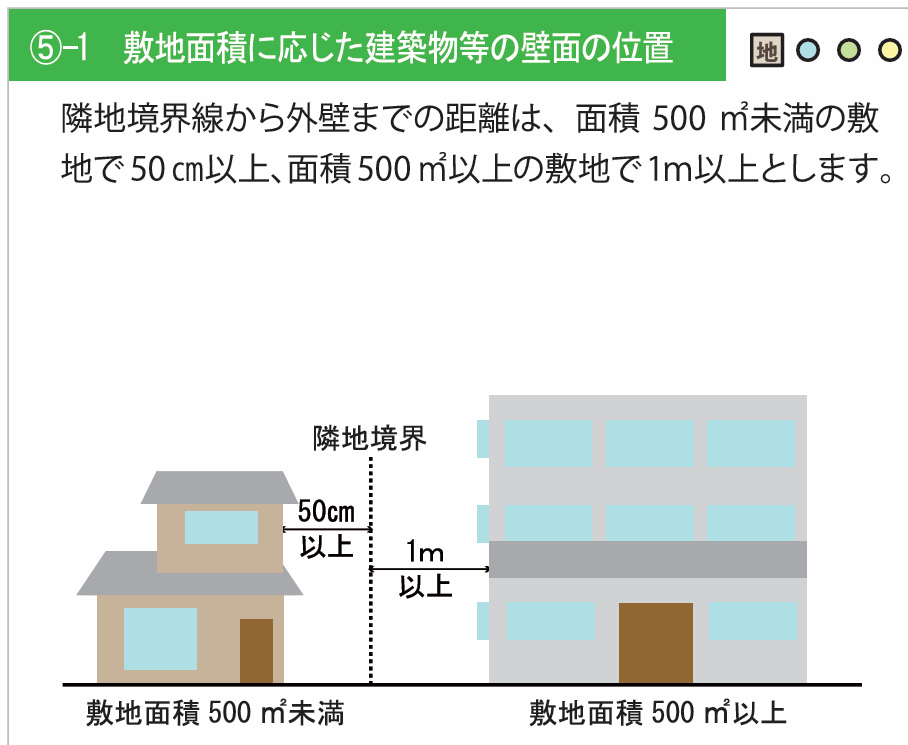 ⑤-1 敷地面積に応じた建築物等の壁面の位置
地
隣地境界線から外壁までの距離は、面積 500 ㎡未満の敷
地で 50 ㎝以上、面積 500 ㎡以上の敷地で 1m以上とします。
隣地境界
50cm
以上
1m
以上
敷地面積 500 ㎡未満
敷地面積 500 ㎡以上